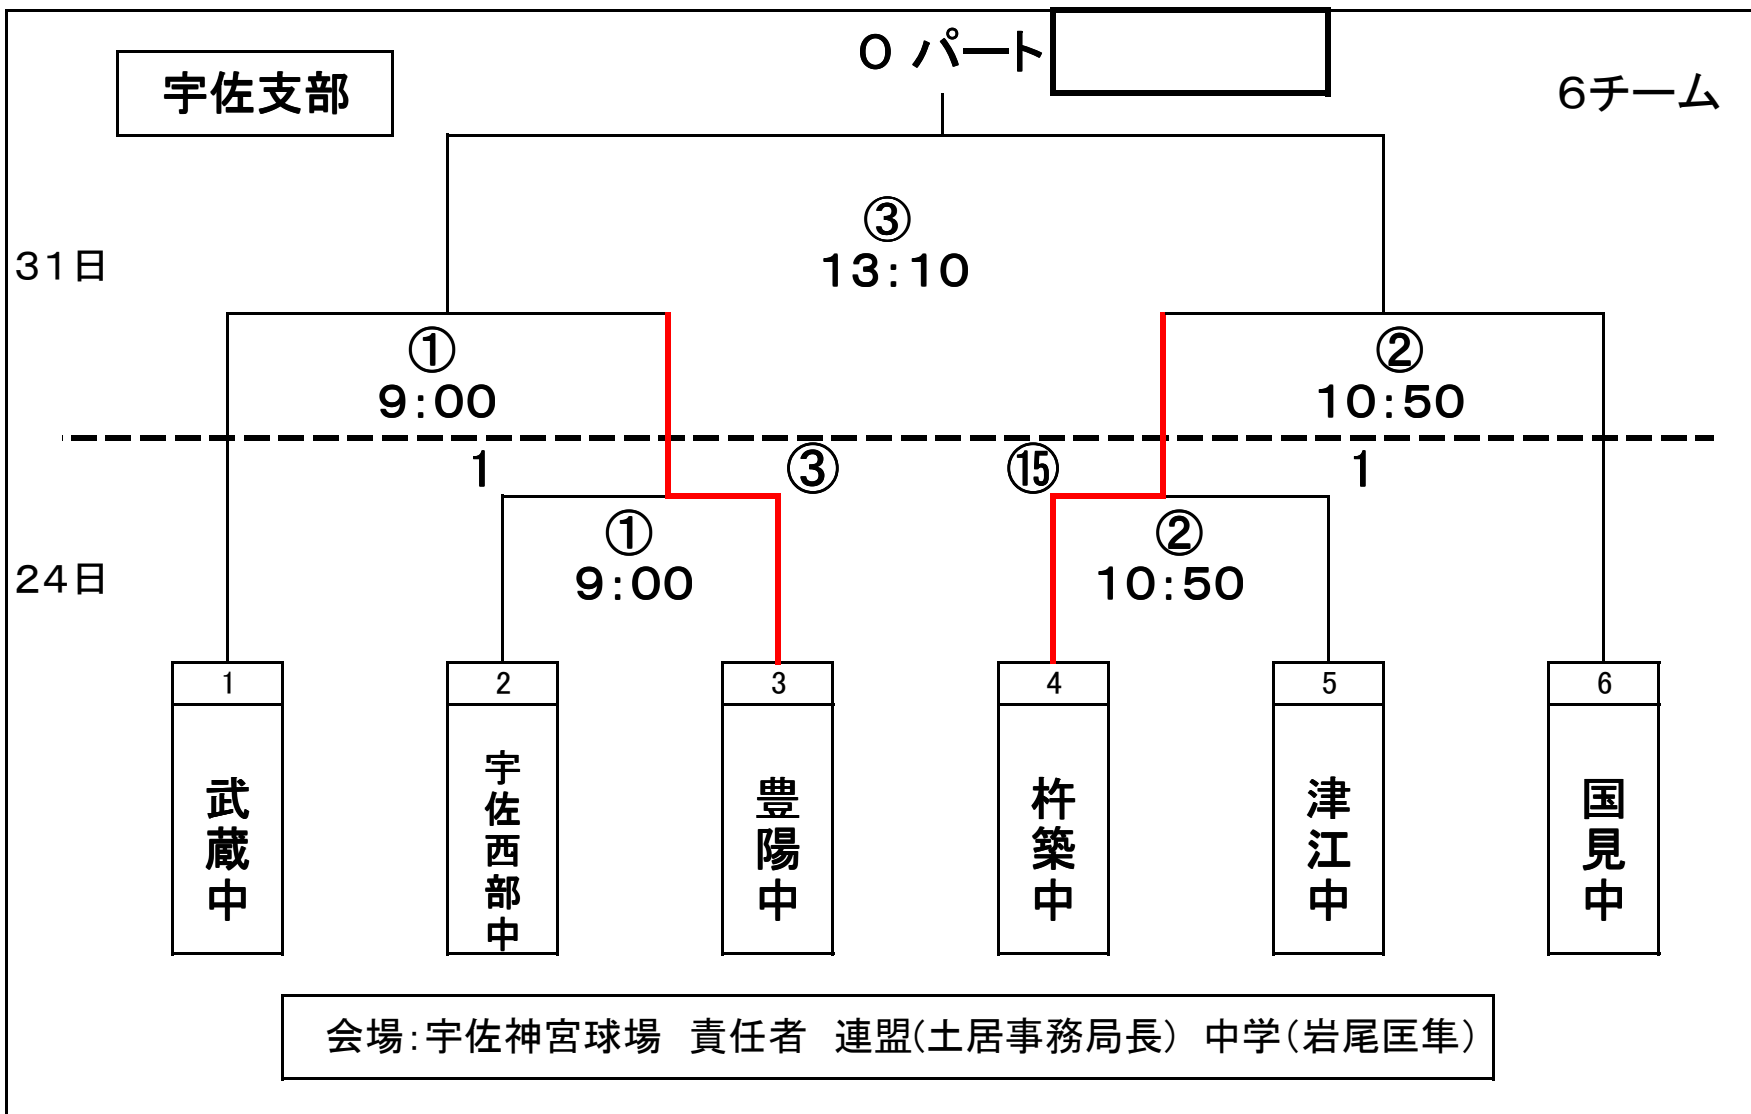 O パート
宇佐支部
6チーム
③
13:10
31日
①
9:00
②
10:50
1
③
⑮
1
①
9:00
②
10:50
24日
1
2
3
4
5
6
武蔵中
宇佐西部中
豊陽中
杵築中
津江中
国見中
会場:宇佐神宮球場 責任者 連盟(土居事務局長) 中学(岩尾匡隼)